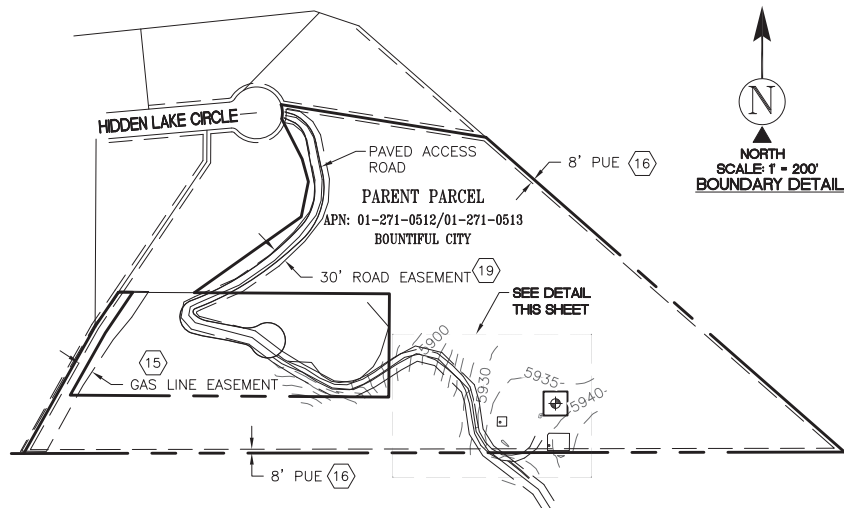 HIDDEN LAKE CIRCLE
PAVED ACCESS
ROAD
8' PUE 16
N
NORTH
SCALE: 1" = 200'
BOUNDARY DETAIL
PARENT PARCEL
APN: 01-271-0512/01-271-0513
BOUNTIFUL CITY
30' ROAD EASEMENT 19
SEE DETAIL
THIS SHEET
15
GAS LINE EASEMENT
5900
5930
5935-
-5940-
8' PUE 16